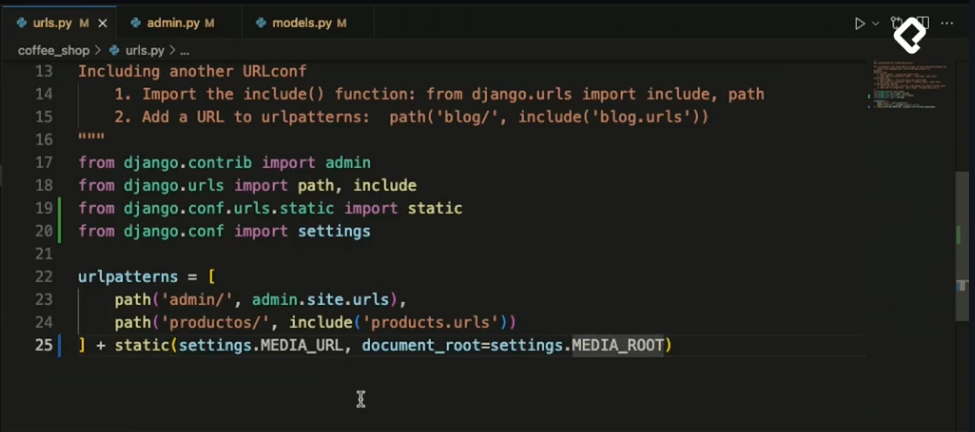 urls.py M
admin.py M
models.py M
coffee_shop > urls.py > ...
13 Including another URLconf
14     1. Import the include() function: from django.urls import include, path
15     2. Add a URL to urlpatterns:  path('blog/', include('blog.urls'))
16 """
17 from django.contrib import admin
18 from django.urls import path, include
19 from django.conf.urls.static import static
20 from django.conf import settings
21
22 urlpatterns = [
23     path('admin/', admin.site.urls),
24     path('productos/', include('products.urls'))
25 ] + static(settings.MEDIA_URL, document_root=settings.MEDIA_ROOT)